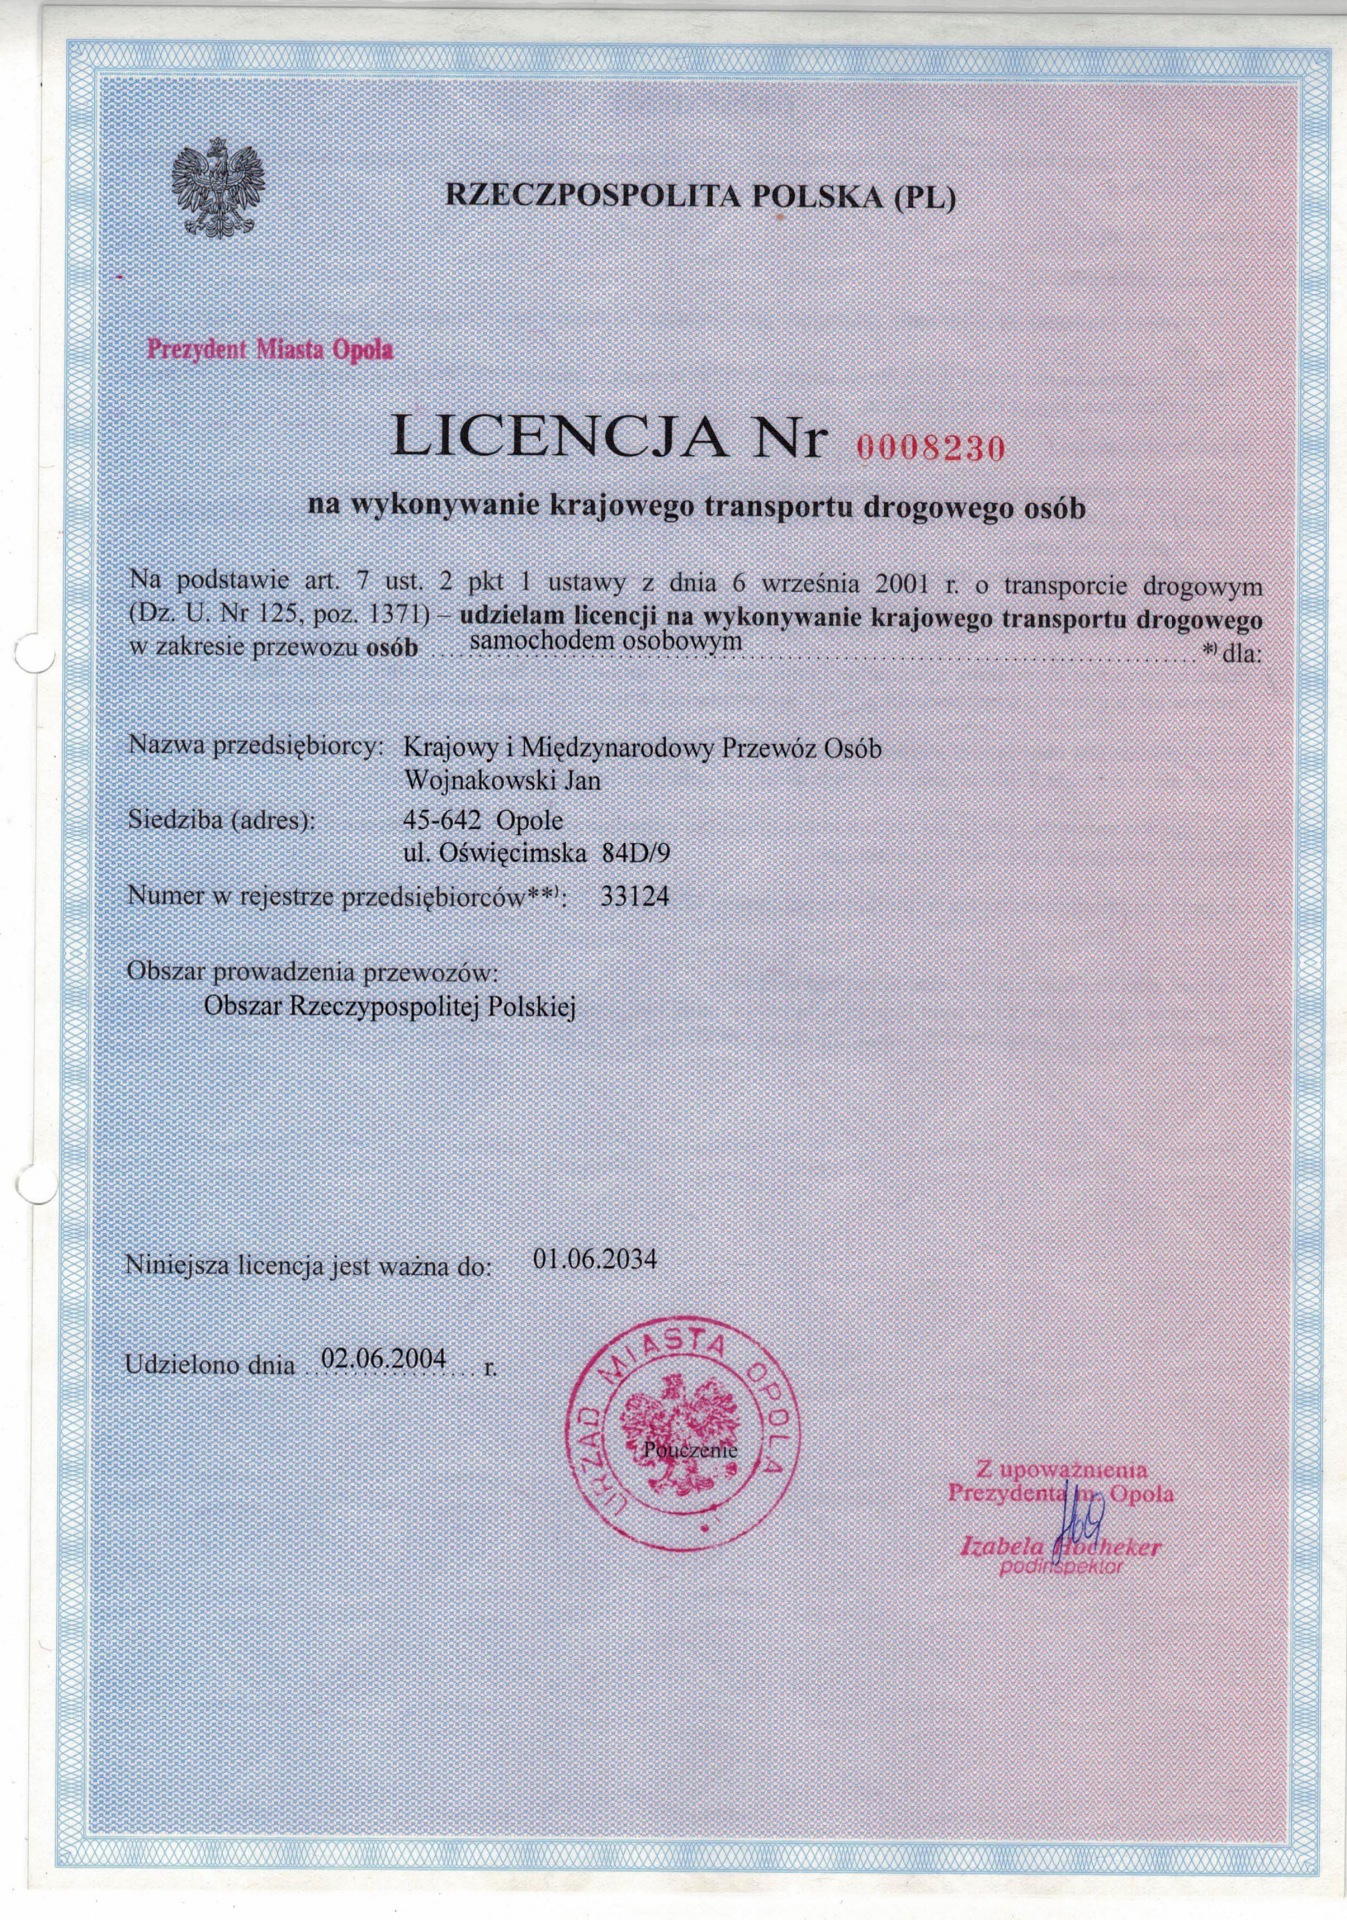 RZECZPOSPOLITA POLSKA (PL)
Prezydent Miasta Opola
LICENCJA Nr 0008230
na wykonywanie krajowego transportu drogowego osób
Na podstawie art. 7 ust. 2 pkt 1 ustawy z dnia 6 września 2001 r. o transporcie drogowym
(Dz. U. Nr 125, poz. 1371) – udzielam licencji na wykonywanie krajowego transportu drogowego
w zakresie przewozu osób .... samochodem osobowym .... *) dla:
Nazwa przedsiębiorcy: Krajowy i Międzynarodowy Przewóz Osób
Wojnakowski Jan
Siedziba (adres): 45-642 Opole
ul. Oświęcimska 84D/9
Numer w rejestrze przedsiębiorców**): 33124
Obszar prowadzenia przewozów:
Obszar Rzeczypospolitej Polskiej
Niniejsza licencja jest ważna do: 01.06.2034
Udzielono dnia ..02.06.2004.... r.
URZĄD MIASTA OPOLA
Pouczenie
Z upoważnienia
Prezydenta m. Opola
Izabela Hocheker
podinspektor